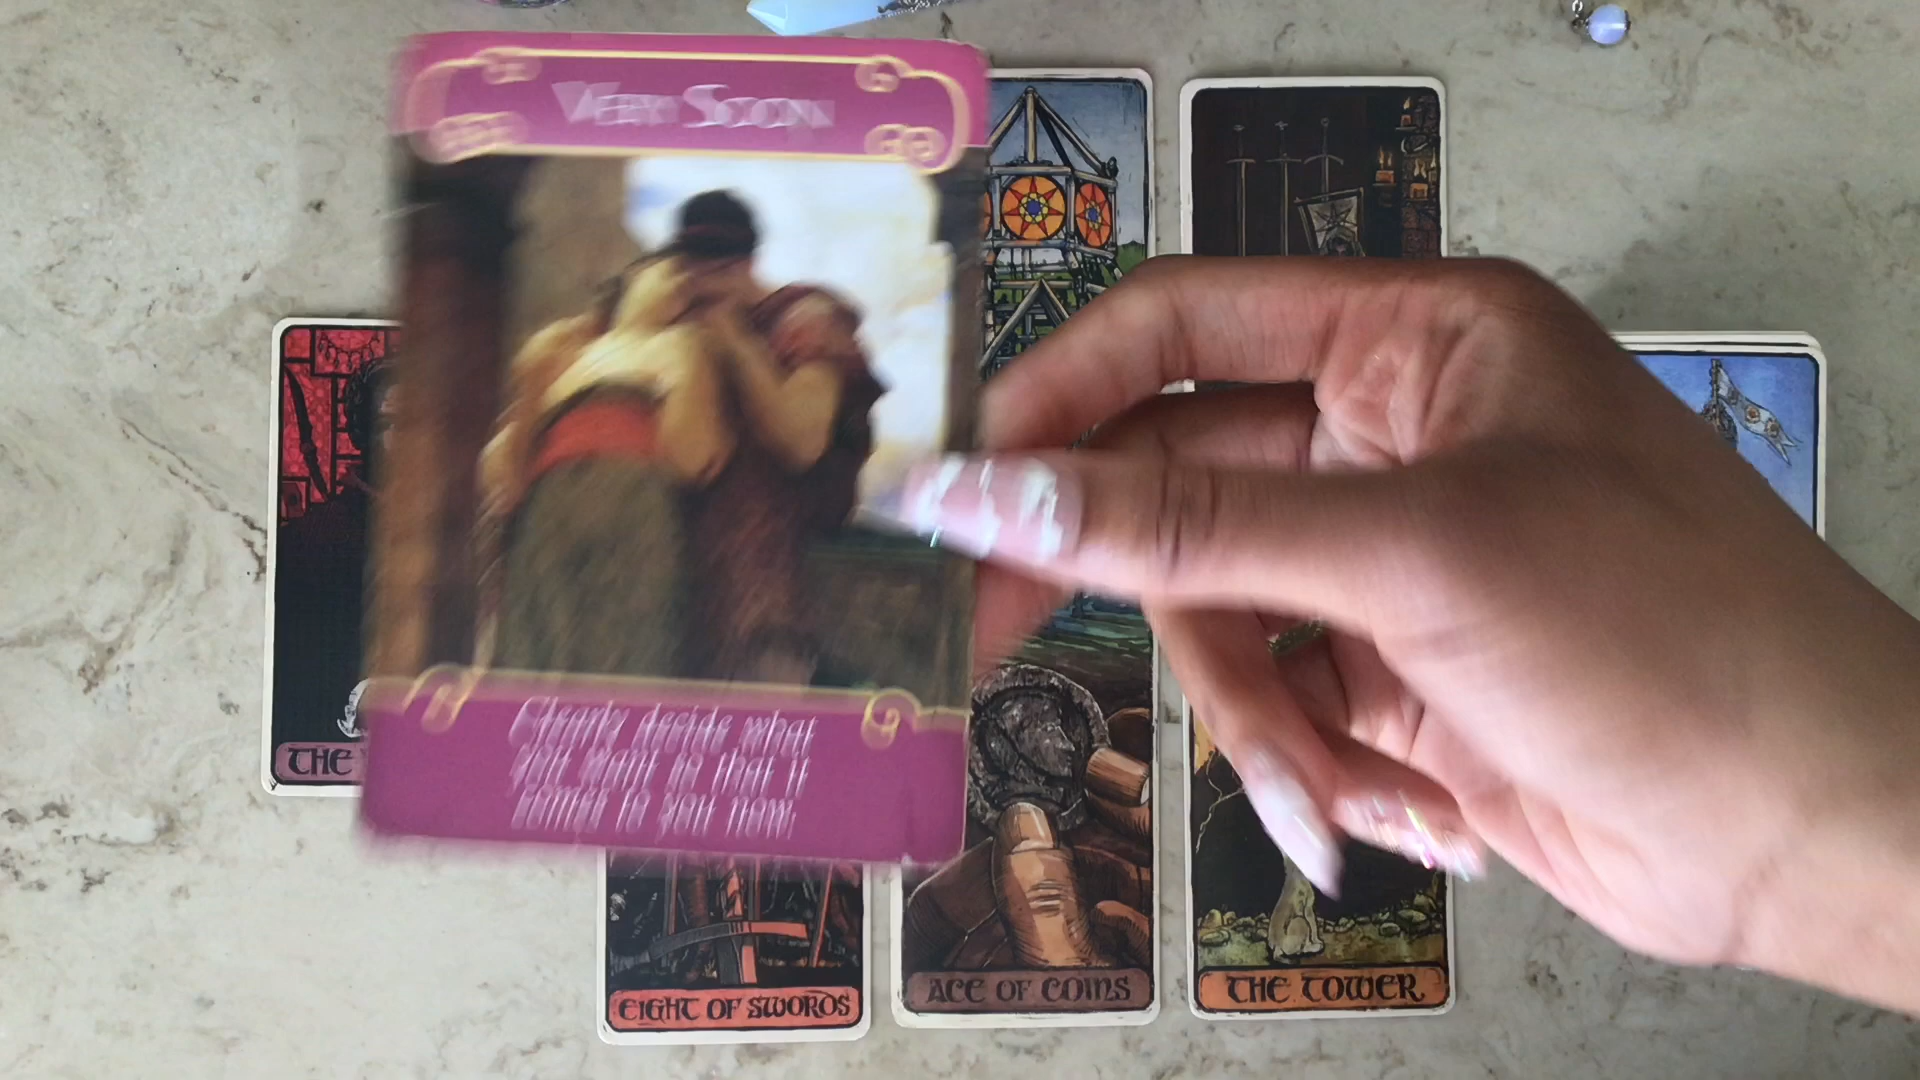 Very Soon
Clearly decide what
you want so that it
comes to you now.
THE
EIGHT OF SWORDS
ACE OF COINS
THE TOWER